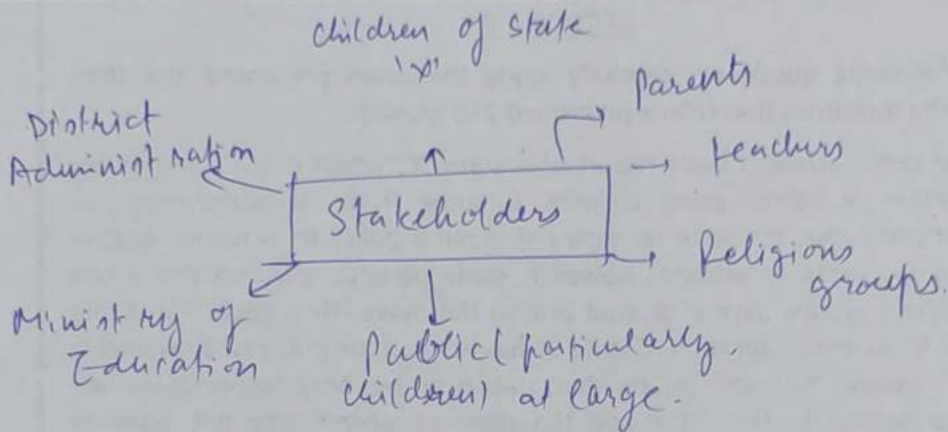 children of State
'x'
Parents
District
Administration
teachers
Stakeholders
Religious
groups.
Ministry of
Education
Public (particularly
children) at large.